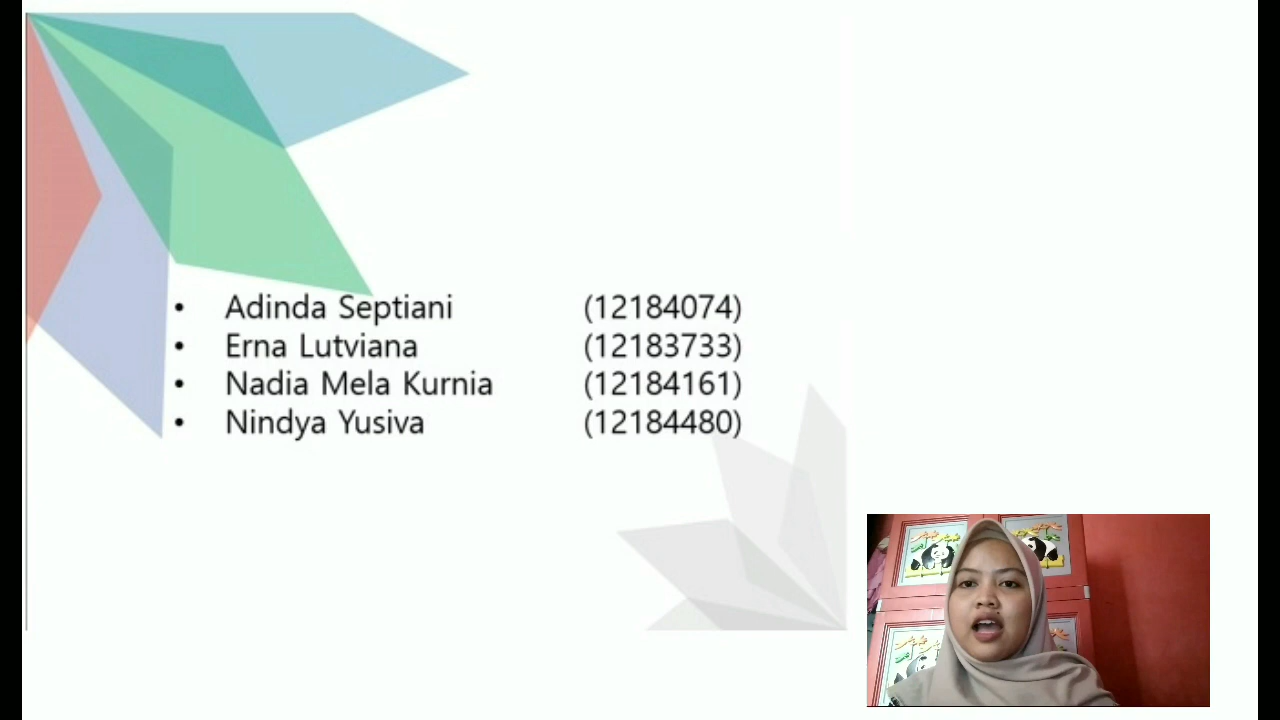 • Adinda Septiani (12184074)
• Erna Lutviana (12183733)
• Nadia Mela Kurnia (12184161)
• Nindya Yusiva (12184480)